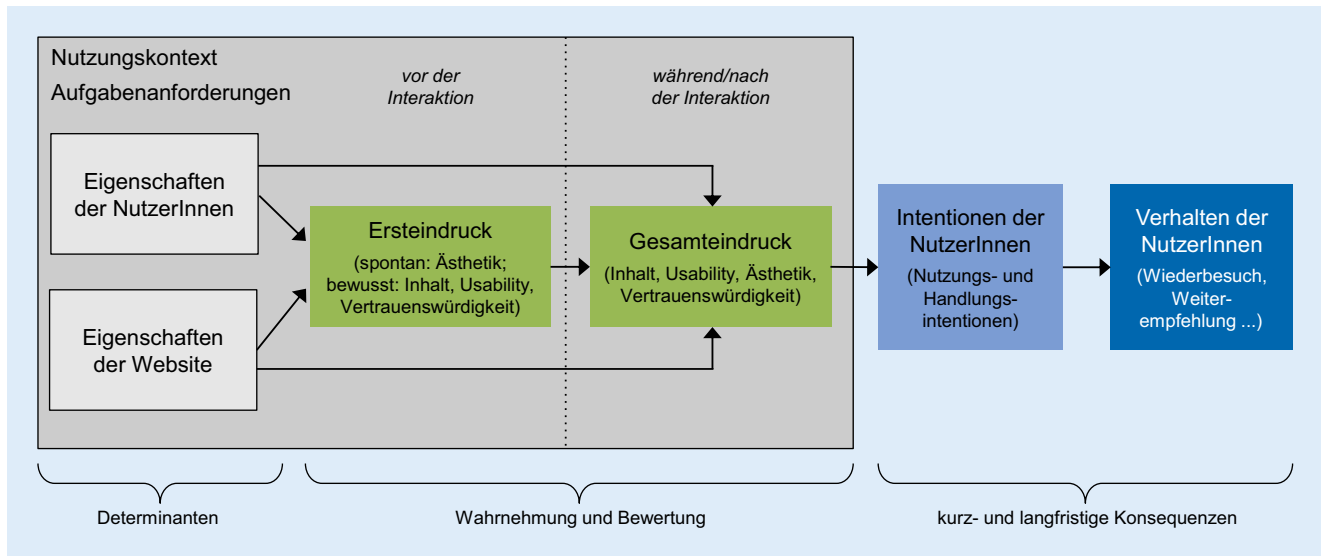 Nutzungskontext
Aufgabenanforderungen
vor der
Interaktion
während/nach
der Interaktion
Eigenschaften
der NutzerInnen
Eigenschaften
der Website
Ersteindruck
(spontan: Ästhetik;
bewusst: Inhalt, Usability,
Vertrauenswürdigkeit)
Gesamteindruck
(Inhalt, Usability, Ästhetik,
Vertrauenswürdigkeit)
Intentionen der
NutzerInnen
(Nutzungs- und
Handlungs-
intentionen)
Verhalten der
NutzerInnen
(Wiederbesuch,
Weiter-
empfehlung ...)
Determinanten
Wahrnehmung und Bewertung
kurz- und langfristige Konsequenzen